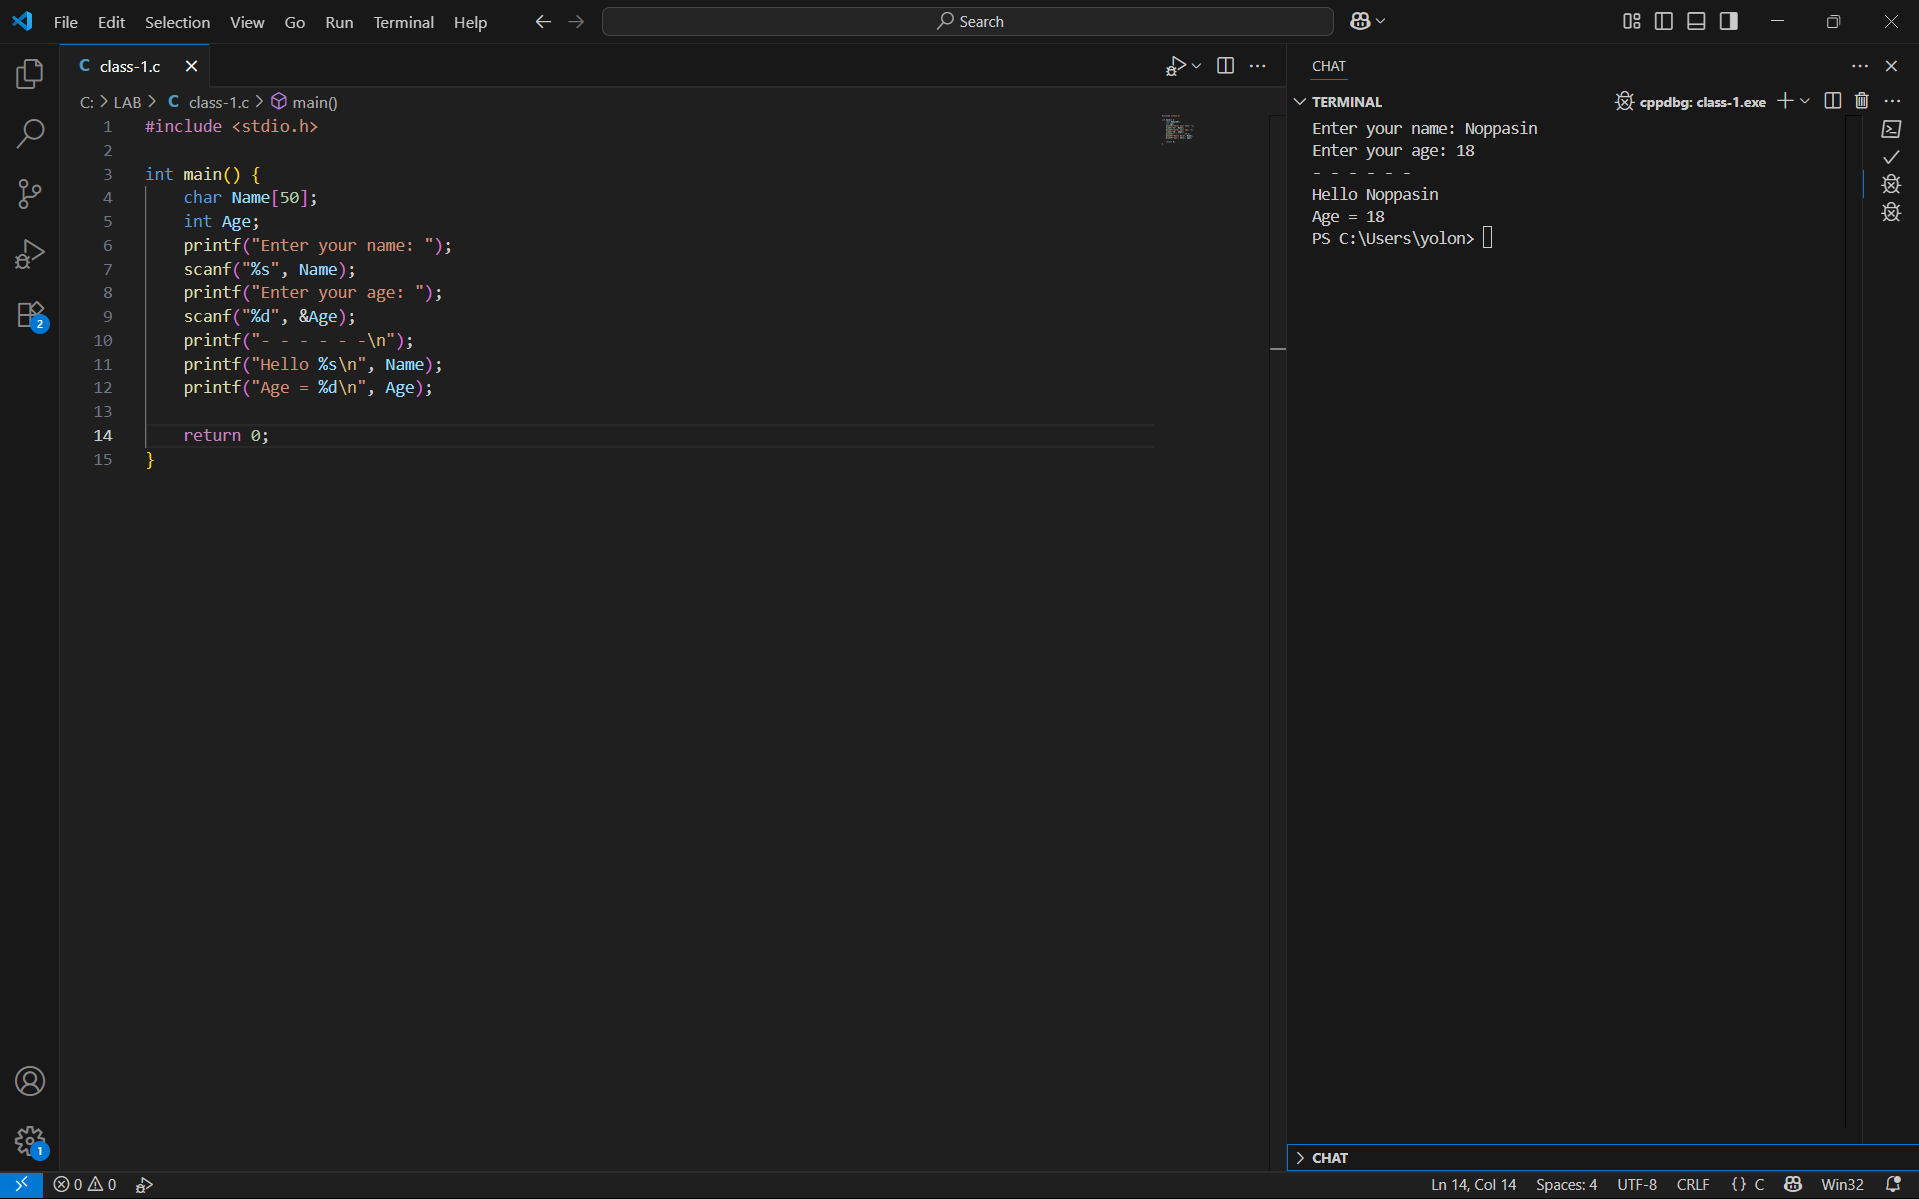 File Edit Selection View Go Run Terminal Help Search
C class-1.c
CHAT
C: > LAB > C class-1.c > main()
TERMINAL cppdbg: class-1.exe
1 #include <stdio.h>
2
3 int main() {
4 char Name[50];
5 int Age;
6 printf("Enter your name: ");
7 scanf("%s", Name);
8 printf("Enter your age: ");
9 scanf("%d", &Age);
10 printf("- - - - - -\n");
11 printf("Hello %s\n", Name);
12 printf("Age = %d\n", Age);
13
14 return 0;
15 }
Enter your name: Noppasin
Enter your age: 18
- - - - - -
Hello Noppasin
Age = 18
PS C:\Users\yolon>
2
1
CHAT
0 0 Ln 14, Col 14 Spaces: 4 UTF-8 CRLF {} C Win32